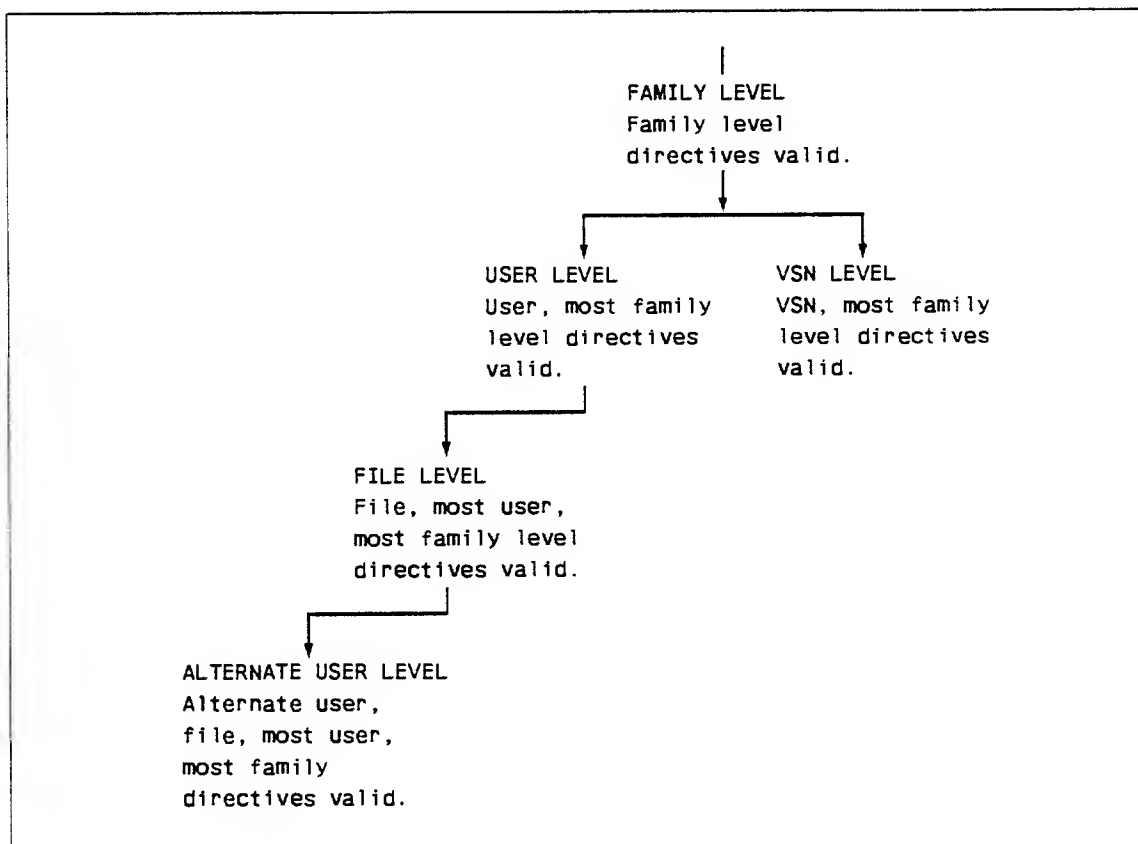 FAMILY LEVEL
Family level
directives valid.
USER LEVEL
User, most family
level directives
valid.
VSN LEVEL
VSN, most family
level directives
valid.
FILE LEVEL
File, most user,
most family level
directives valid.
ALTERNATE USER LEVEL
Alternate user,
file, most user,
most family
directives valid.